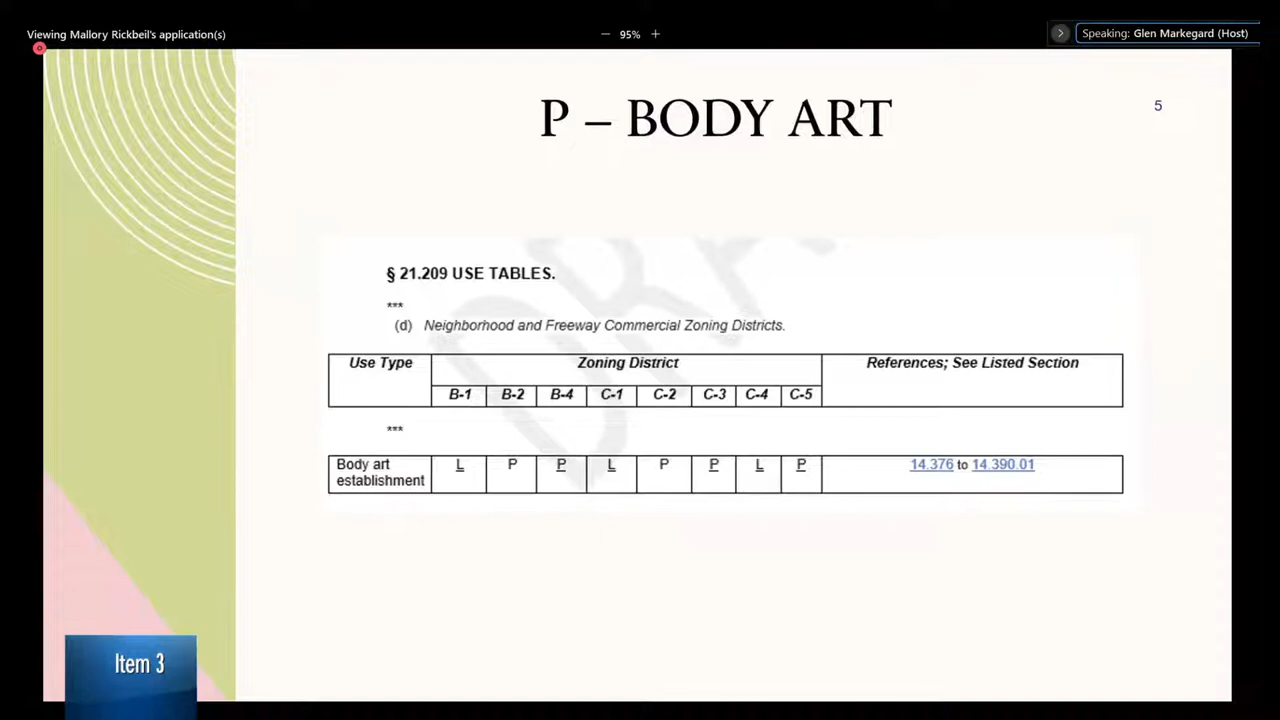 Viewing Mallory Rickbeil's application(s)
— 95% +
Speaking: Glen Markegard (Host)
P – BODY ART
5
§ 21.209 USE TABLES.
***
(d) Neighborhood and Freeway Commercial Zoning Districts.
Use Type Zoning District References; See Listed Section
B-1 B-2 B-4 C-1 C-2 C-3 C-4 C-5
***
Body art L P P L P P L P 14.376 to 14.390.01
establishment
Item 3